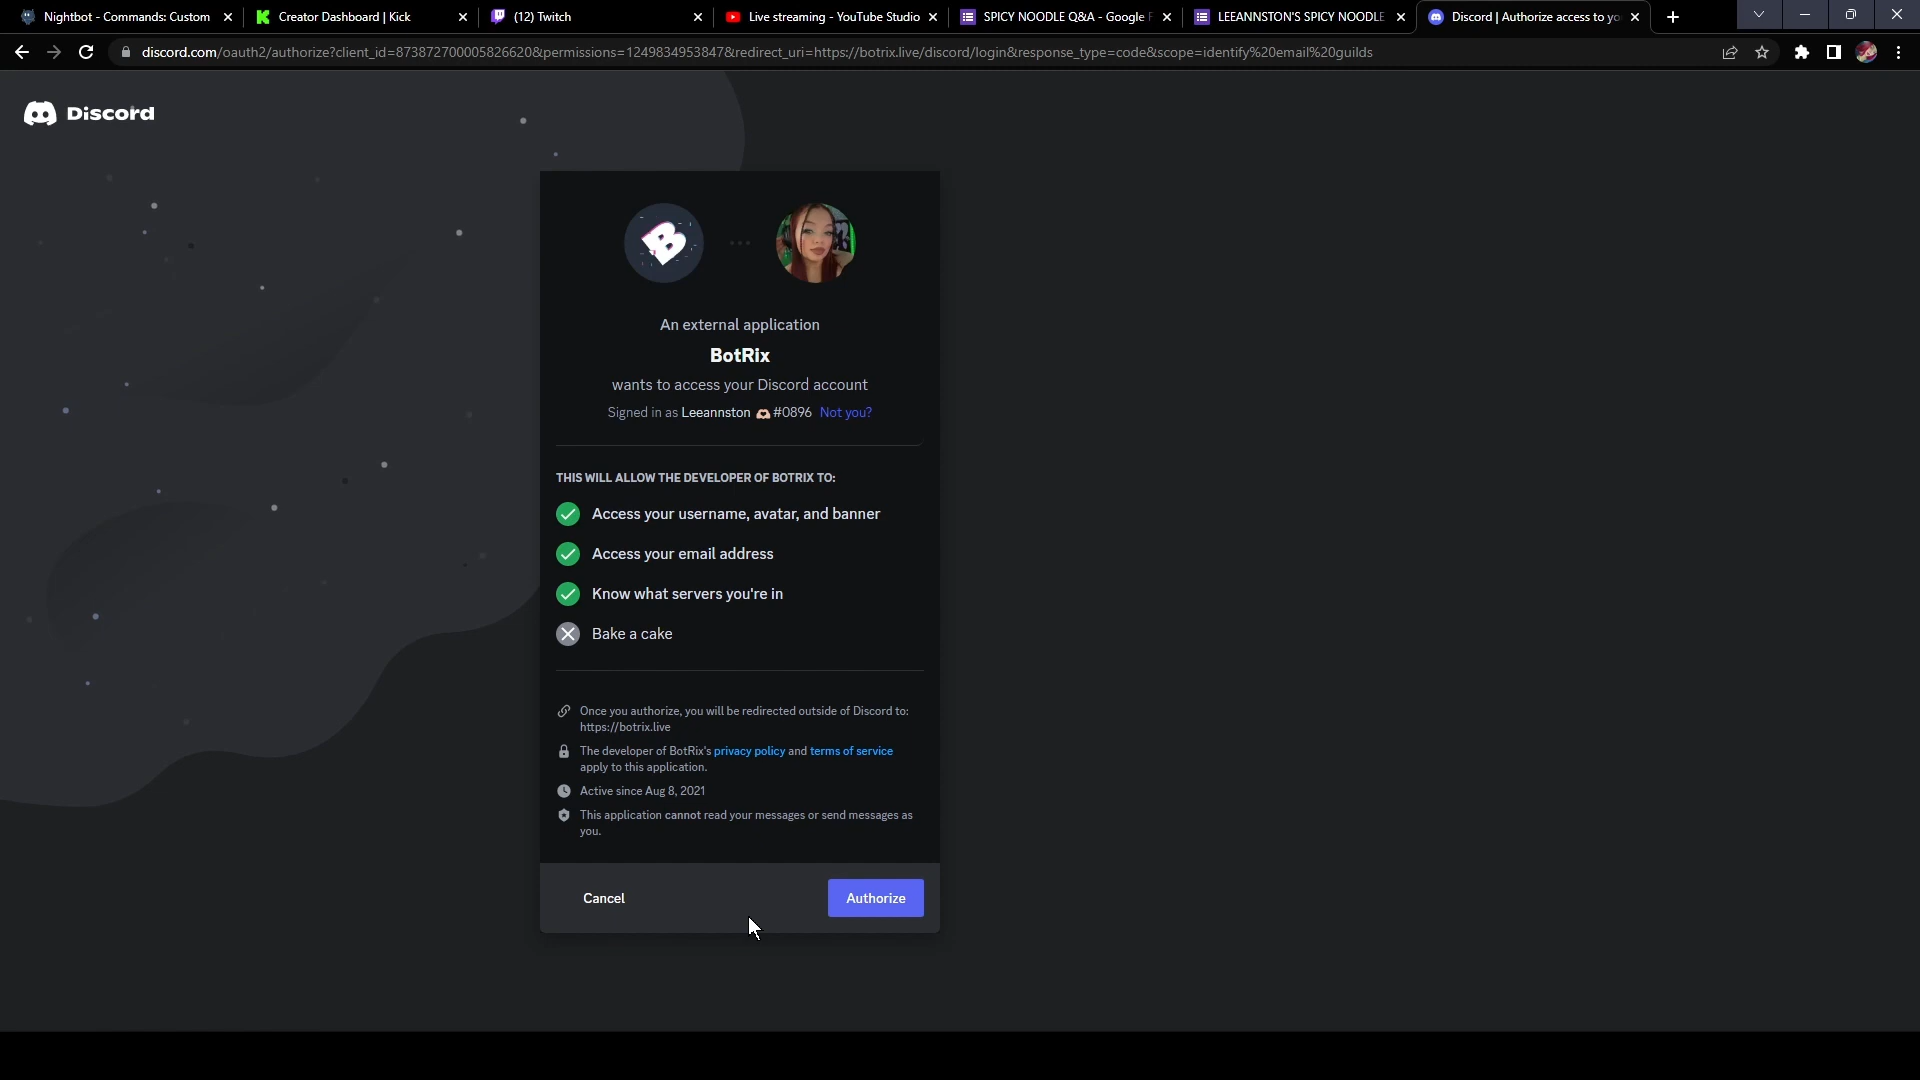 Nightbot - Commands: Custom
Creator Dashboard | Kick
(12) Twitch
Live streaming - YouTube Studio
SPICY NOODLE Q&A - Google F
LEEANNSTON'S SPICY NOODLE
Discord | Authorize access to yo
discord.com/oauth2/authorize?client_id=873872700005826620&permissions=1249834953847&redirect_uri=https://botrix.live/discord/login&response_type=code&scope=identify%20email%20guilds
Discord
An external application
BotRix
wants to access your Discord account
Signed in as Leeannston 🫶🏻#0896 Not you?
THIS WILL ALLOW THE DEVELOPER OF BOTRIX TO:
Access your username, avatar, and banner
Access your email address
Know what servers you're in
Bake a cake
Once you authorize, you will be redirected outside of Discord to:
https://botrix.live
The developer of BotRix's privacy policy and terms of service
apply to this application.
Active since Aug 8, 2021
This application cannot read your messages or send messages as
you.
Cancel
Authorize